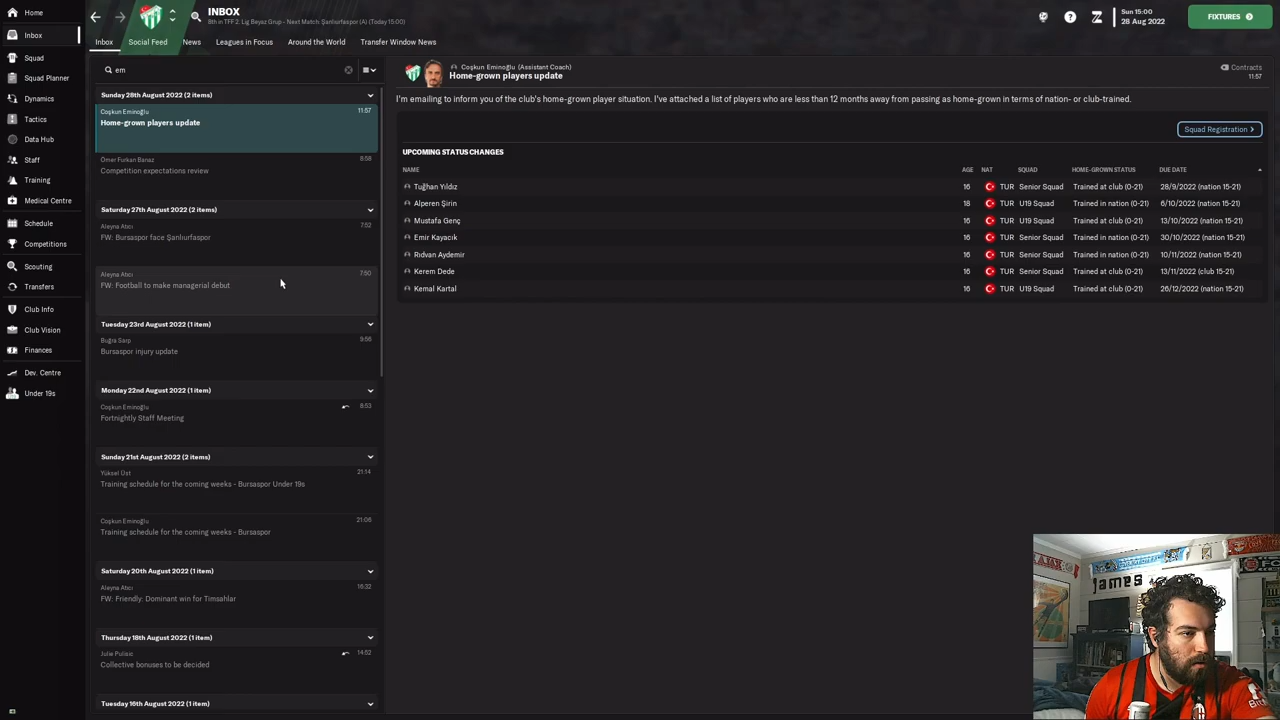 Home
Inbox
Squad
Squad Planner
Dynamics
Tactics
Data Hub
Staff
Training
Medical Centre
Schedule
Competitions
Scouting
Transfers
Club Info
Club Vision
Finances
Dev. Centre
Under 19s
INBOX
8th in TFF 2. Lig Beyaz Grup - Next Match: Şanlıurfaspor (A) (Today 15:00)
Sun 15:00
28 Aug 2022
FIXTURES
Inbox Social Feed News Leagues in Focus Around the World Transfer Window News
em
Sunday 28th August 2022 (2 items)
Coşkun Eminoğlu 11:57
Home-grown players update
Ömer Furkan Banaz 8:58
Competition expectations review
Saturday 27th August 2022 (2 items)
Aleyna Atıcı 7:52
FW: Bursaspor face Şanlıurfaspor
Aleyna Atıcı 7:50
FW: Football to make managerial debut
Tuesday 23rd August 2022 (1 item)
Buğra Sarp 9:56
Bursaspor injury update
Monday 22nd August 2022 (1 item)
Coşkun Eminoğlu 8:53
Fortnightly Staff Meeting
Sunday 21st August 2022 (2 items)
Yüksel Üst 21:14
Training schedule for the coming weeks - Bursaspor Under 19s
Coşkun Eminoğlu 21:06
Training schedule for the coming weeks - Bursaspor
Saturday 20th August 2022 (1 item)
Aleyna Atıcı 16:32
FW: Friendly: Dominant win for Timsahlar
Thursday 18th August 2022 (1 item)
Julie Pulisic 14:52
Collective bonuses to be decided
Tuesday 16th August 2022 (1 item)
Coşkun Eminoğlu (Assistant Coach) Contracts
Home-grown players update 11:57
I'm emailing to inform you of the club's home-grown player situation. I've attached a list of players who are less than 12 months away from passing as home-grown in terms of nation- or club-trained.
Squad Registration
UPCOMING STATUS CHANGES
NAME AGE NAT SQUAD HOME-GROWN STATUS DUE DATE
Tuğhan Yıldız 16 TUR Senior Squad Trained at club (0-21) 28/9/2022 (nation 15-21)
Alperen Şirin 18 TUR U19 Squad Trained in nation (0-21) 6/10/2022 (nation 15-21)
Mustafa Genç 16 TUR U19 Squad Trained at club (0-21) 13/10/2022 (nation 15-21)
Emir Kayacık 16 TUR Senior Squad Trained in nation (0-21) 30/10/2022 (nation 15-21)
Rıdvan Aydemir 16 TUR U19 Squad Trained in nation (0-21) 10/11/2022 (nation 15-21)
Kerem Dede 16 TUR Senior Squad Trained at club (0-21) 13/11/2022 (club 15-21)
Kemal Kartal 16 TUR U19 Squad Trained at club (0-21) 26/12/2022 (nation 15-21)
james